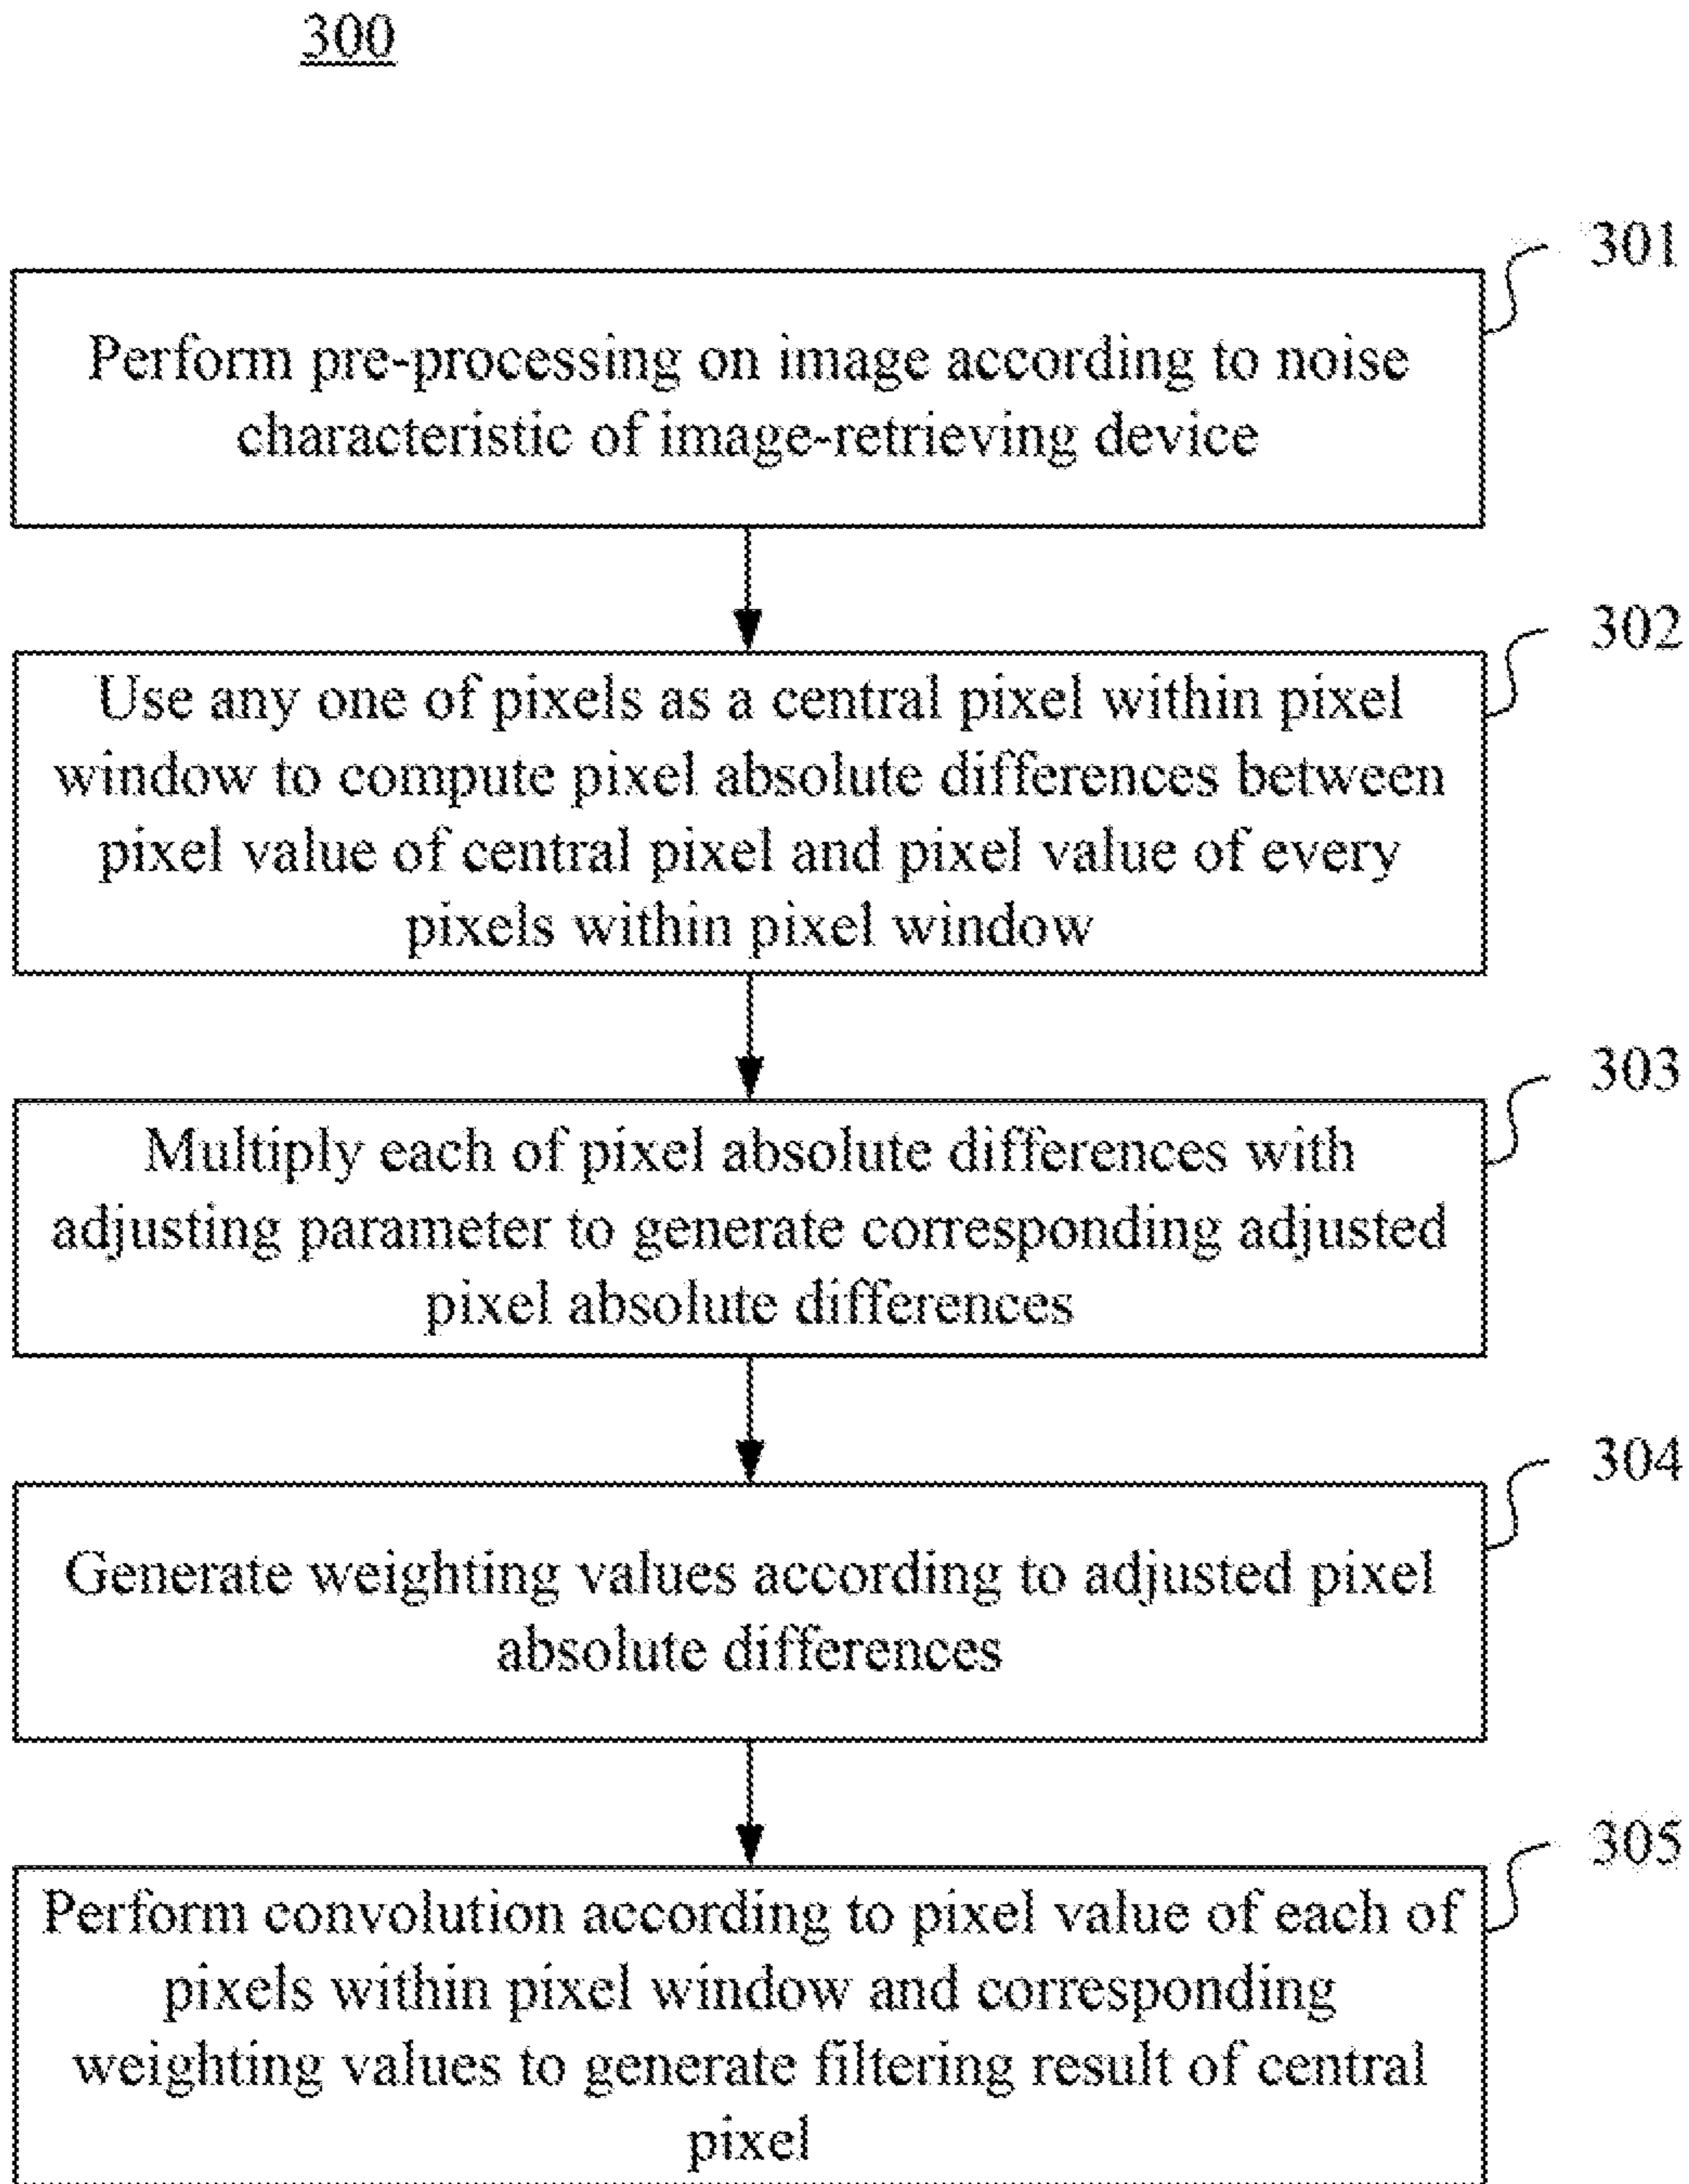 300
301
Perform pre-processing on image according to noise
characteristic of image-retrieving device
302
Use any one of pixels as a central pixel within pixel
window to compute pixel absolute differences between
pixel value of central pixel and pixel value of every
pixels within pixel window
303
Multiply each of pixel absolute differences with
adjusting parameter to generate corresponding adjusted
pixel absolute differences
304
Generate weighting values according to adjusted pixel
absolute differences
305
Perform convolution according to pixel value of each of
pixels within pixel window and corresponding
weighting values to generate filtering result of central
pixel